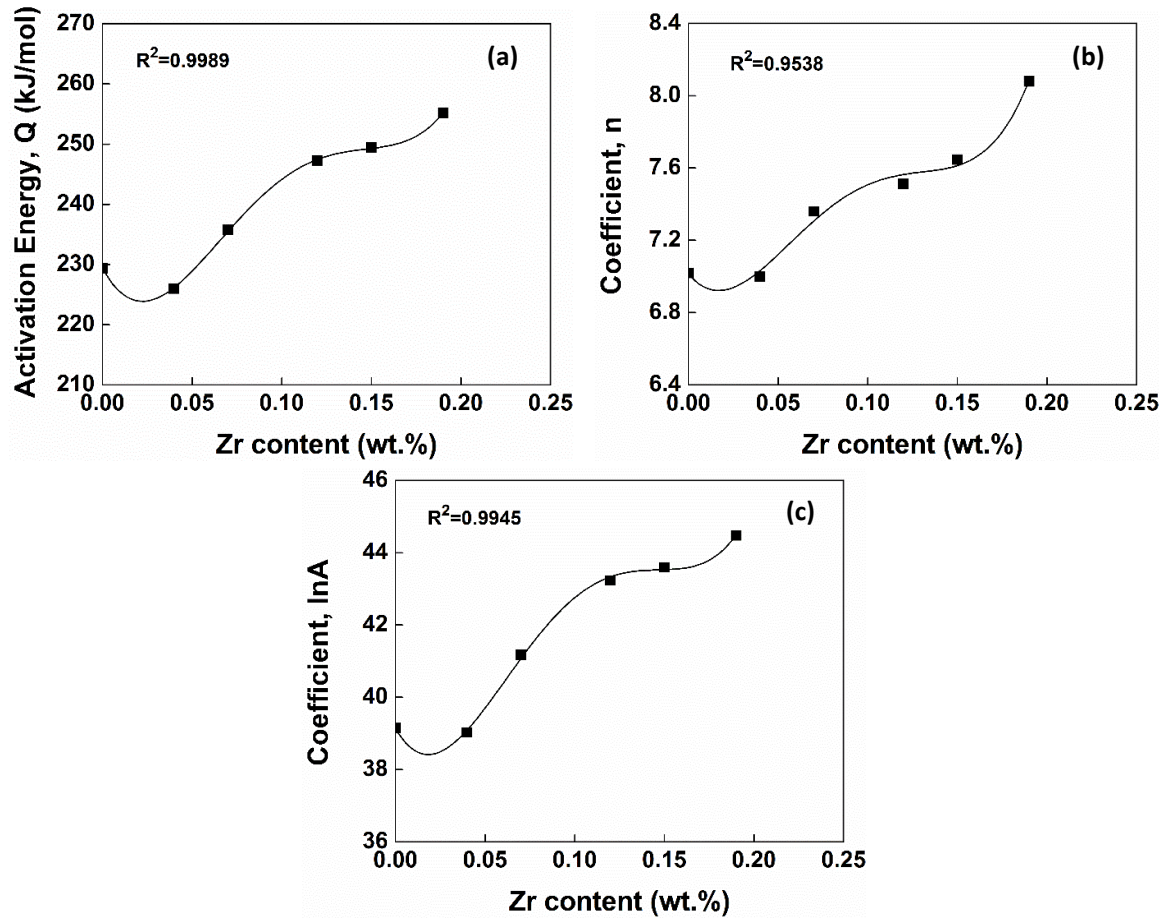 270
260
250
240
230
220
210
Activation Energy, Q (kJ/mol)
R²=0.9989
(a)
0.00 0.05 0.10 0.15 0.20 0.25
Zr content (wt.%)
8.4
8.0
7.6
7.2
6.8
6.4
Coefficient, n
R²=0.9538
(b)
0.00 0.05 0.10 0.15 0.20 0.25
Zr content (wt.%)
46
44
42
40
38
36
Coefficient, lnA
R²=0.9945
(c)
0.00 0.05 0.10 0.15 0.20 0.25
Zr content (wt.%)